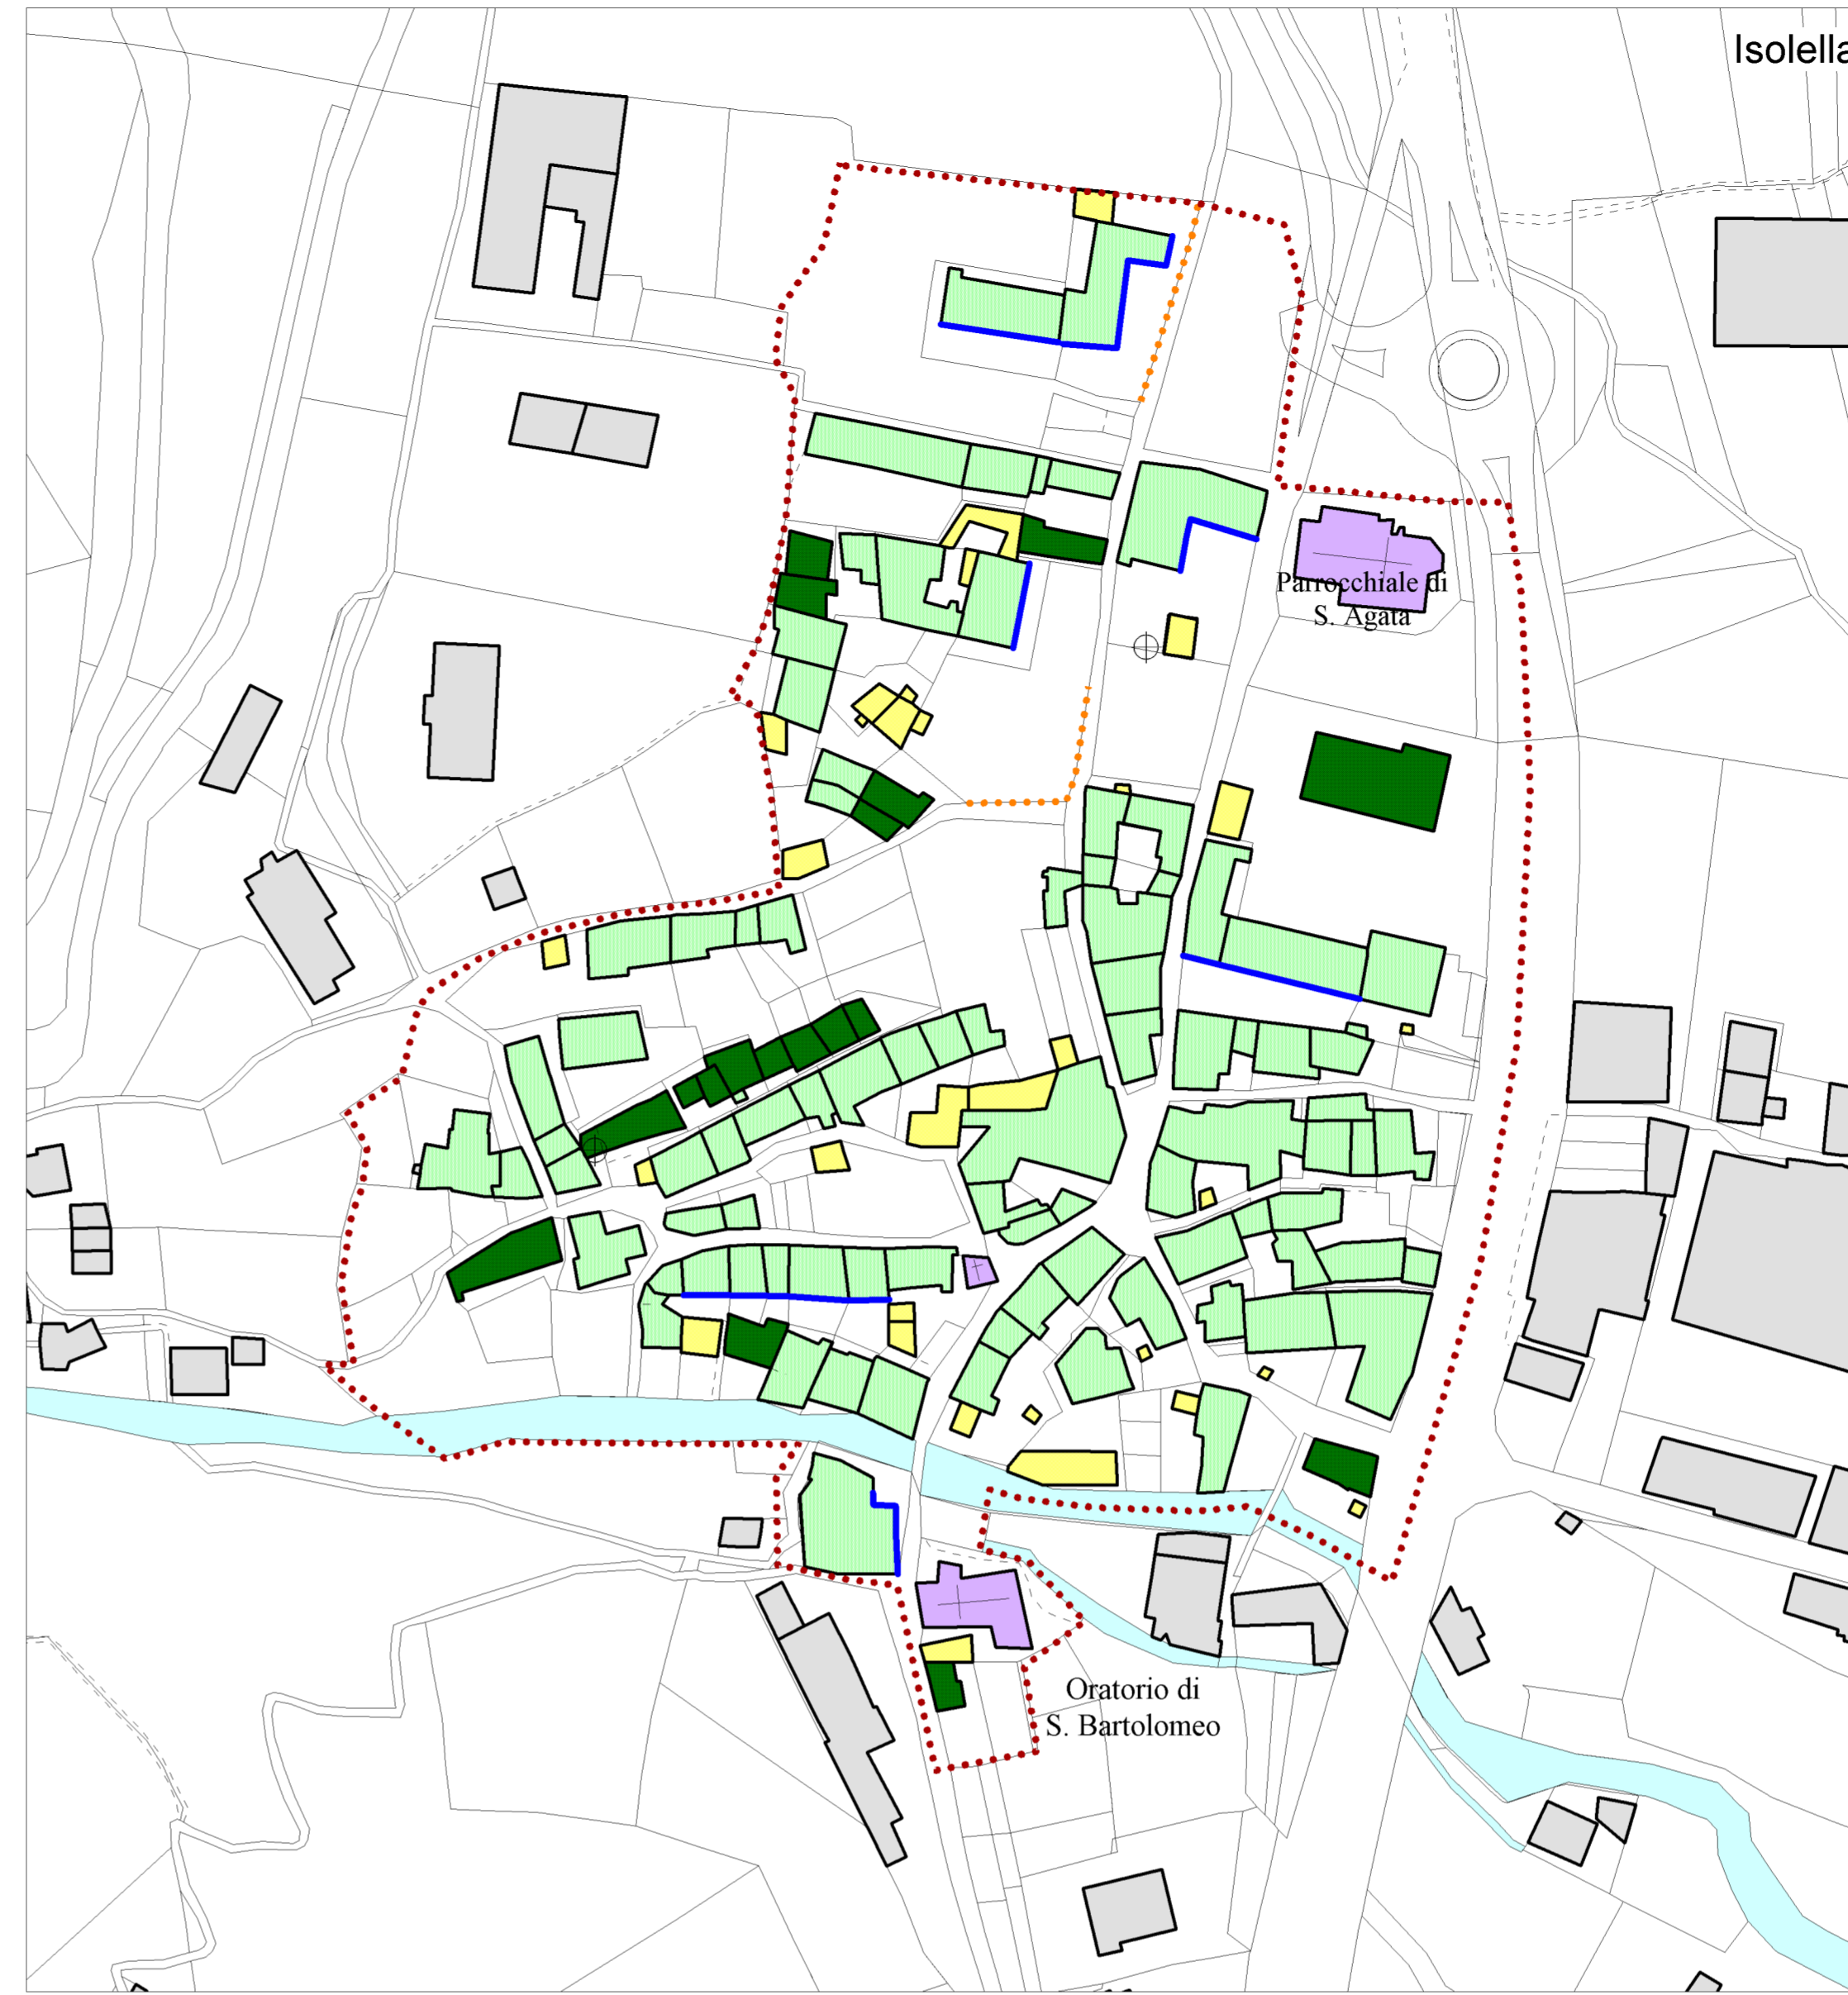 Isolella
Parrocchiale di
S. Agata
Oratorio di
S. Bartolomeo